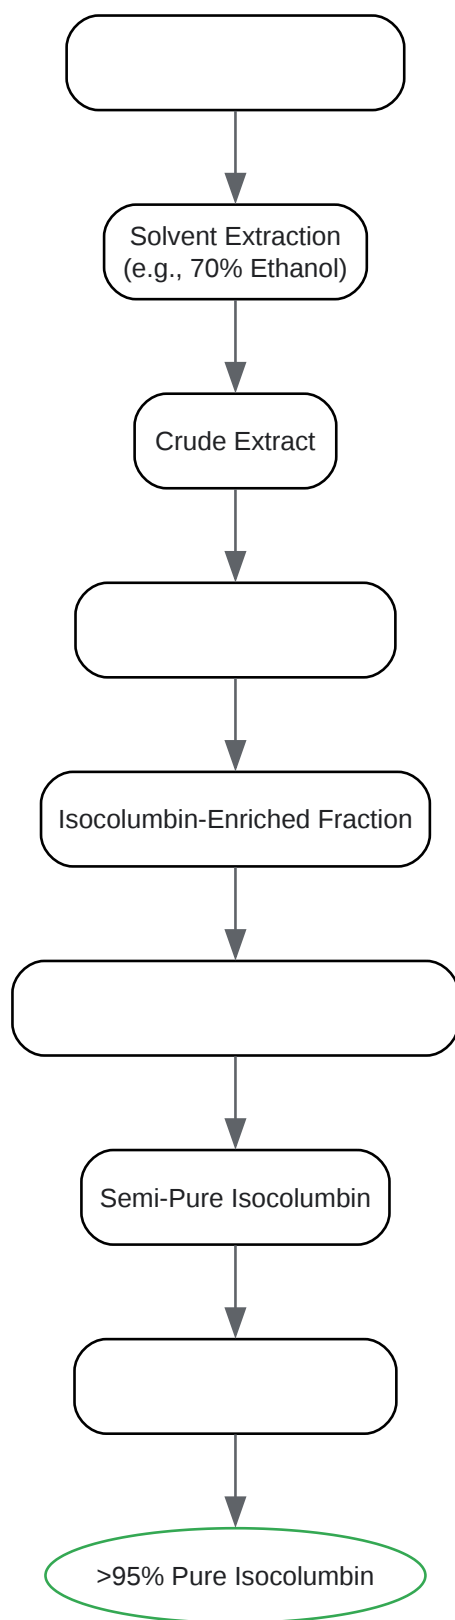 Solvent Extraction
(e.g., 70% Ethanol)
Crude Extract
Isocolumbin-Enriched Fraction
Semi-Pure Isocolumbin
>95% Pure Isocolumbin